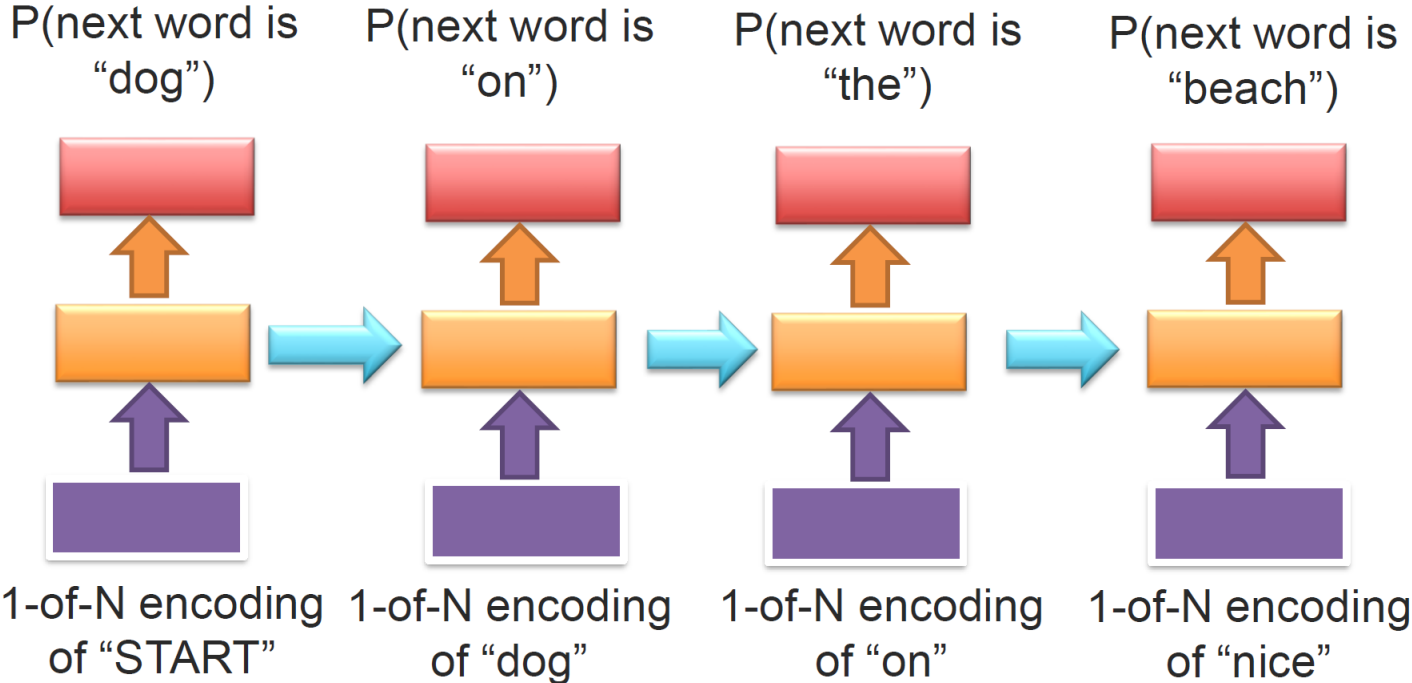 P(next word is
“dog”)
P(next word is
“on”)
P(next word is
“the”)
P(next word is
“beach”)
1-of-N encoding
of “START”
1-of-N encoding
of “dog”
1-of-N encoding
of “on”
1-of-N encoding
of “nice”